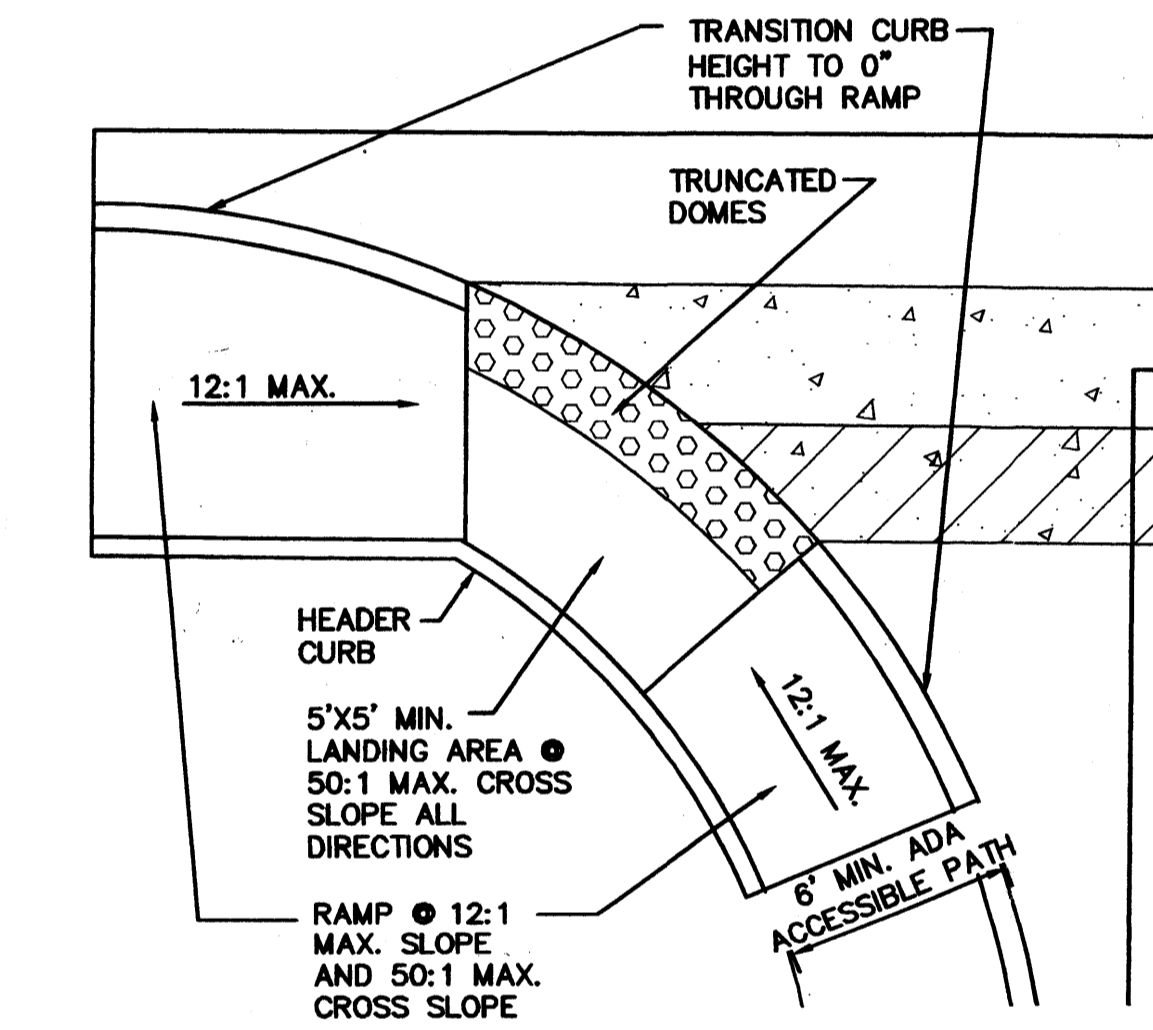 TRANSITION CURB
HEIGHT TO 0"
THROUGH RAMP
TRUNCATED
DOMES
12:1 MAX.
HEADER
CURB
5'X5' MIN.
LANDING AREA @
50:1 MAX. CROSS
SLOPE ALL
DIRECTIONS
12:1 MAX.
RAMP @ 12:1
MAX. SLOPE
AND 50:1 MAX.
CROSS SLOPE
6' MIN. ADA
ACCESSIBLE PATH